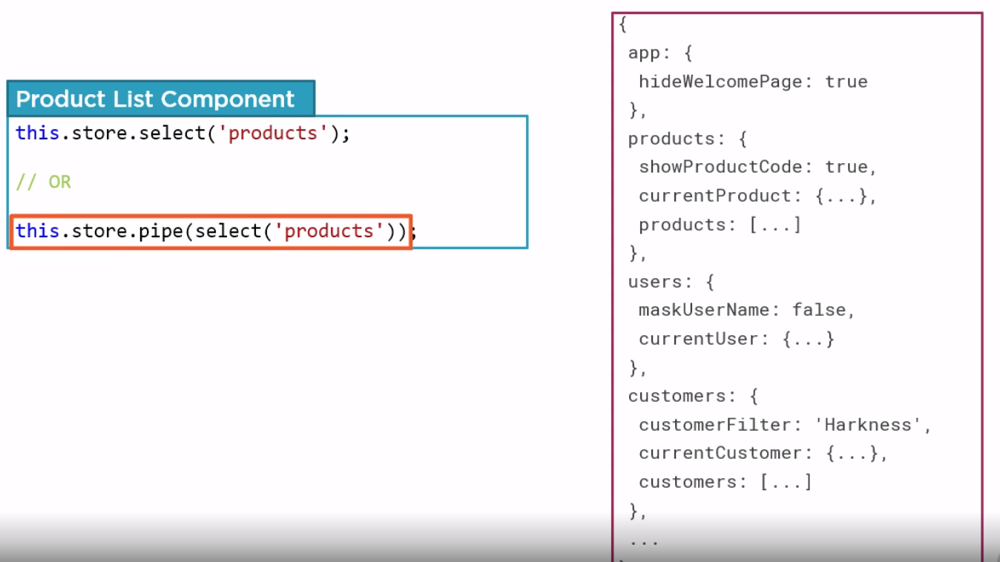 Product List Component
this.store.select('products');
// OR
this.store.pipe(select('products'));
{
app: {
hideWelcomePage: true
},
products: {
showProductCode: true,
currentProduct: {...},
products: [...]
},
users: {
maskUserName: false,
currentUser: {...}
},
customers: {
customerFilter: 'Harkness',
currentCustomer: {...},
customers: [...]
},
...